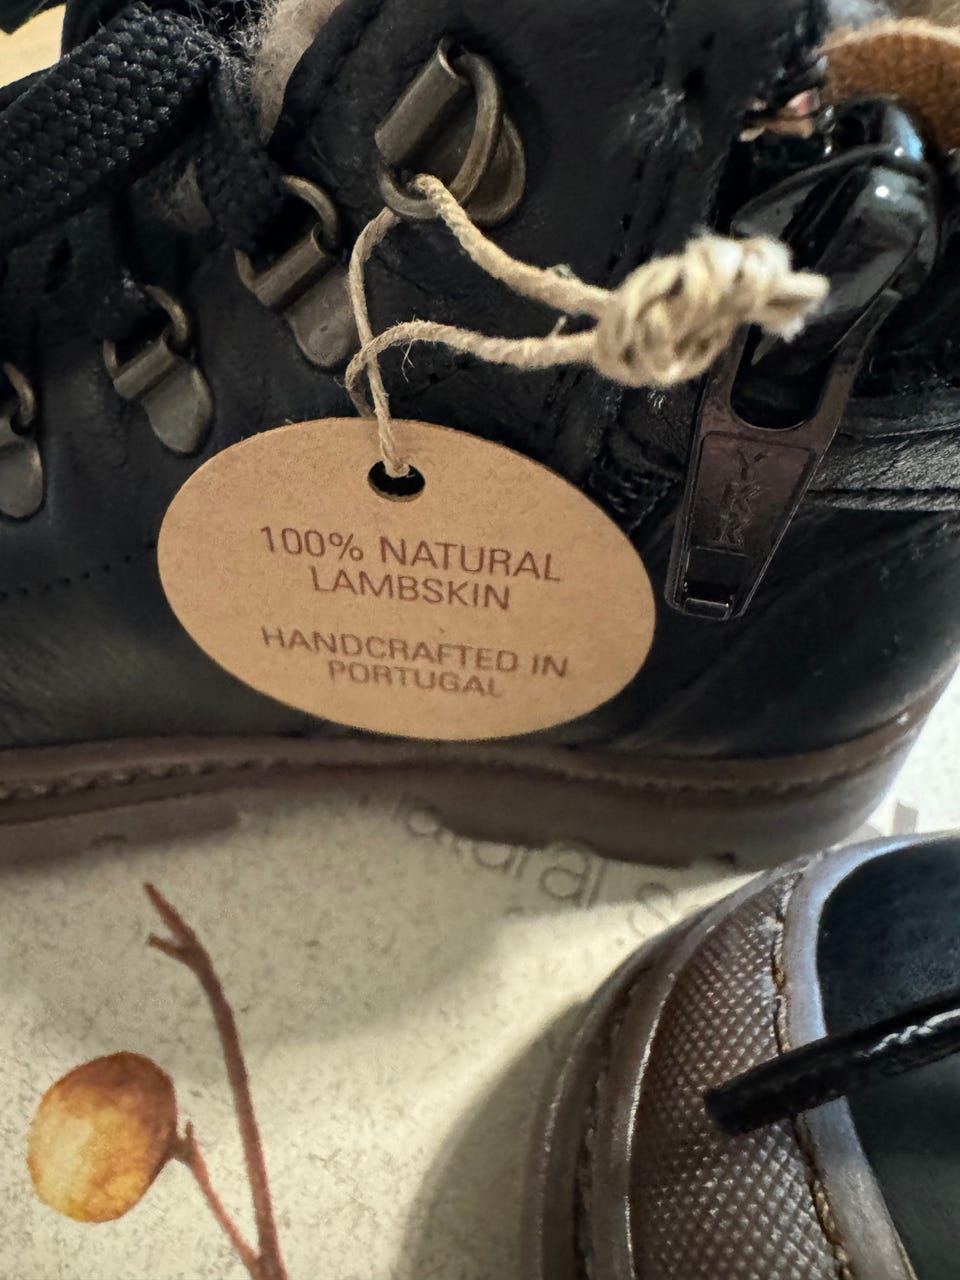 100% NATURAL
LAMBSKIN
HANDCRAFTED IN
PORTUGAL
YKK